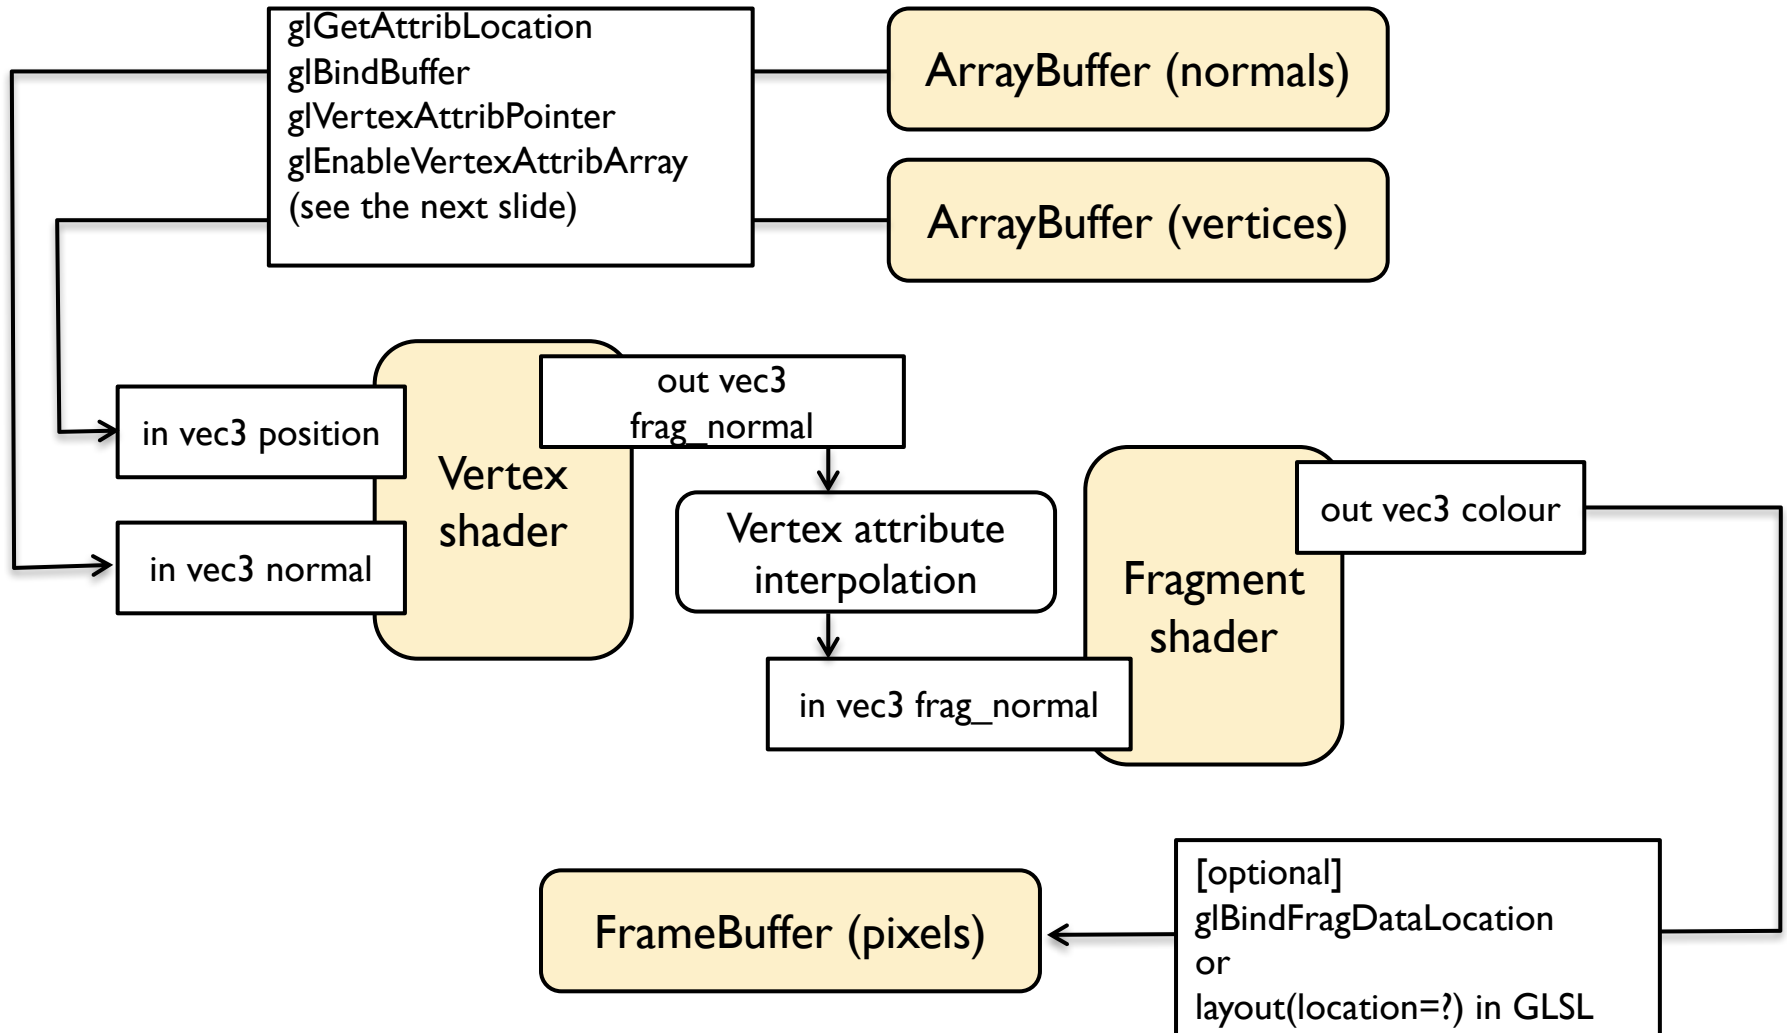 glGetAttribLocation
glBindBuffer
glVertexAttribPointer
glEnableVertexAttribArray
(see the next slide)
ArrayBuffer (normals)
ArrayBuffer (vertices)
in vec3 position
in vec3 normal
Vertex
shader
out vec3
frag_normal
Vertex attribute
interpolation
in vec3 frag_normal
Fragment
shader
out vec3 colour
[optional]
glBindFragDataLocation
or
layout(location=?) in GLSL
FrameBuffer (pixels)